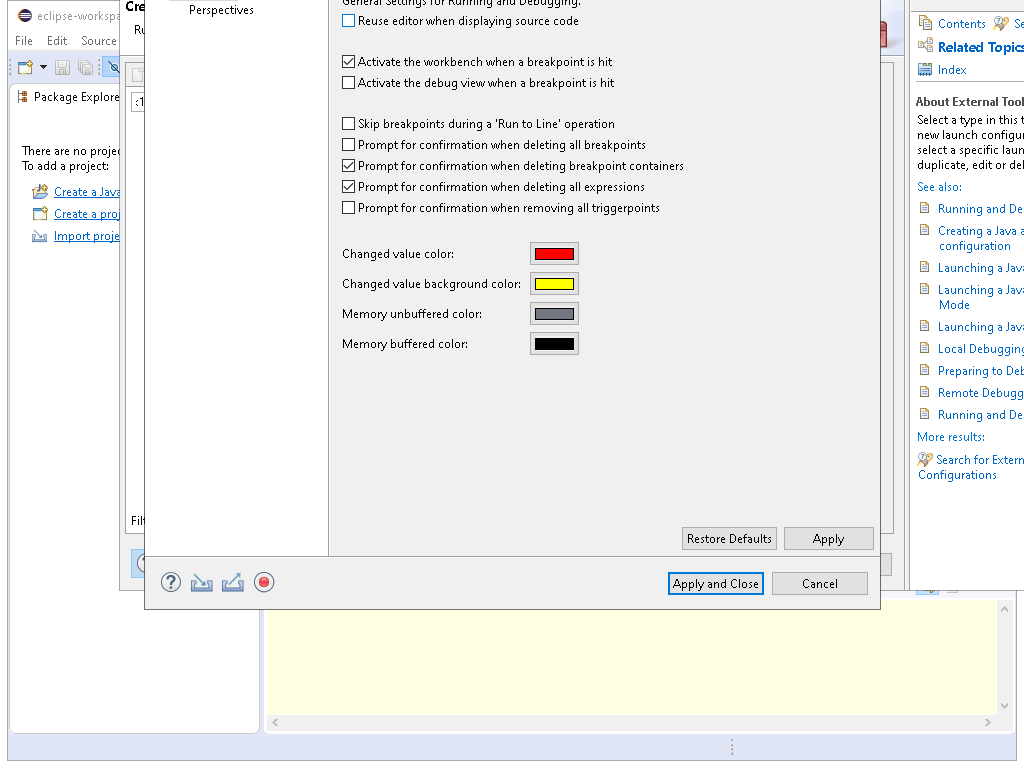 eclipse-workspa
File Edit Source
Package Explore
There are no projec
To add a project:
Create a Java
Create a proj
Import proje
Cre
Ru
:1
Filt
Perspectives
General Settings for Running and Debugging.
Reuse editor when displaying source code
Activate the workbench when a breakpoint is hit
Activate the debug view when a breakpoint is hit
Skip breakpoints during a 'Run to Line' operation
Prompt for confirmation when deleting all breakpoints
Prompt for confirmation when deleting breakpoint containers
Prompt for confirmation when deleting all expressions
Prompt for confirmation when removing all triggerpoints
Changed value color:
Changed value background color:
Memory unbuffered color:
Memory buffered color:
Restore Defaults Apply
Apply and Close Cancel
Contents Se
Related Topics
Index
About External Tool
Select a type in this t
new launch configur
select a specific laun
duplicate, edit or del
See also:
Running and De
Creating a Java a
configuration
Launching a Jav
Launching a Java
Mode
Launching a Jav
Local Debugging
Preparing to Deb
Remote Debugg
Running and De
More results:
Search for Extern
Configurations